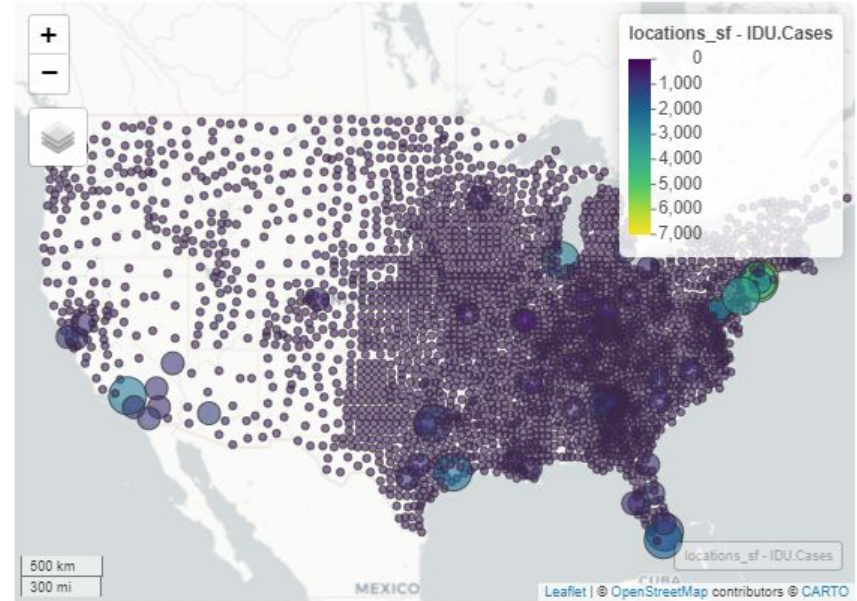 +
−
locations_sf - IDU.Cases
0
1,000
2,000
3,000
4,000
5,000
6,000
7,000
locations_sf - IDU.Cases
500 km
300 mi
MEXICO
CUBA
Leaflet | © OpenStreetMap contributors © CARTO